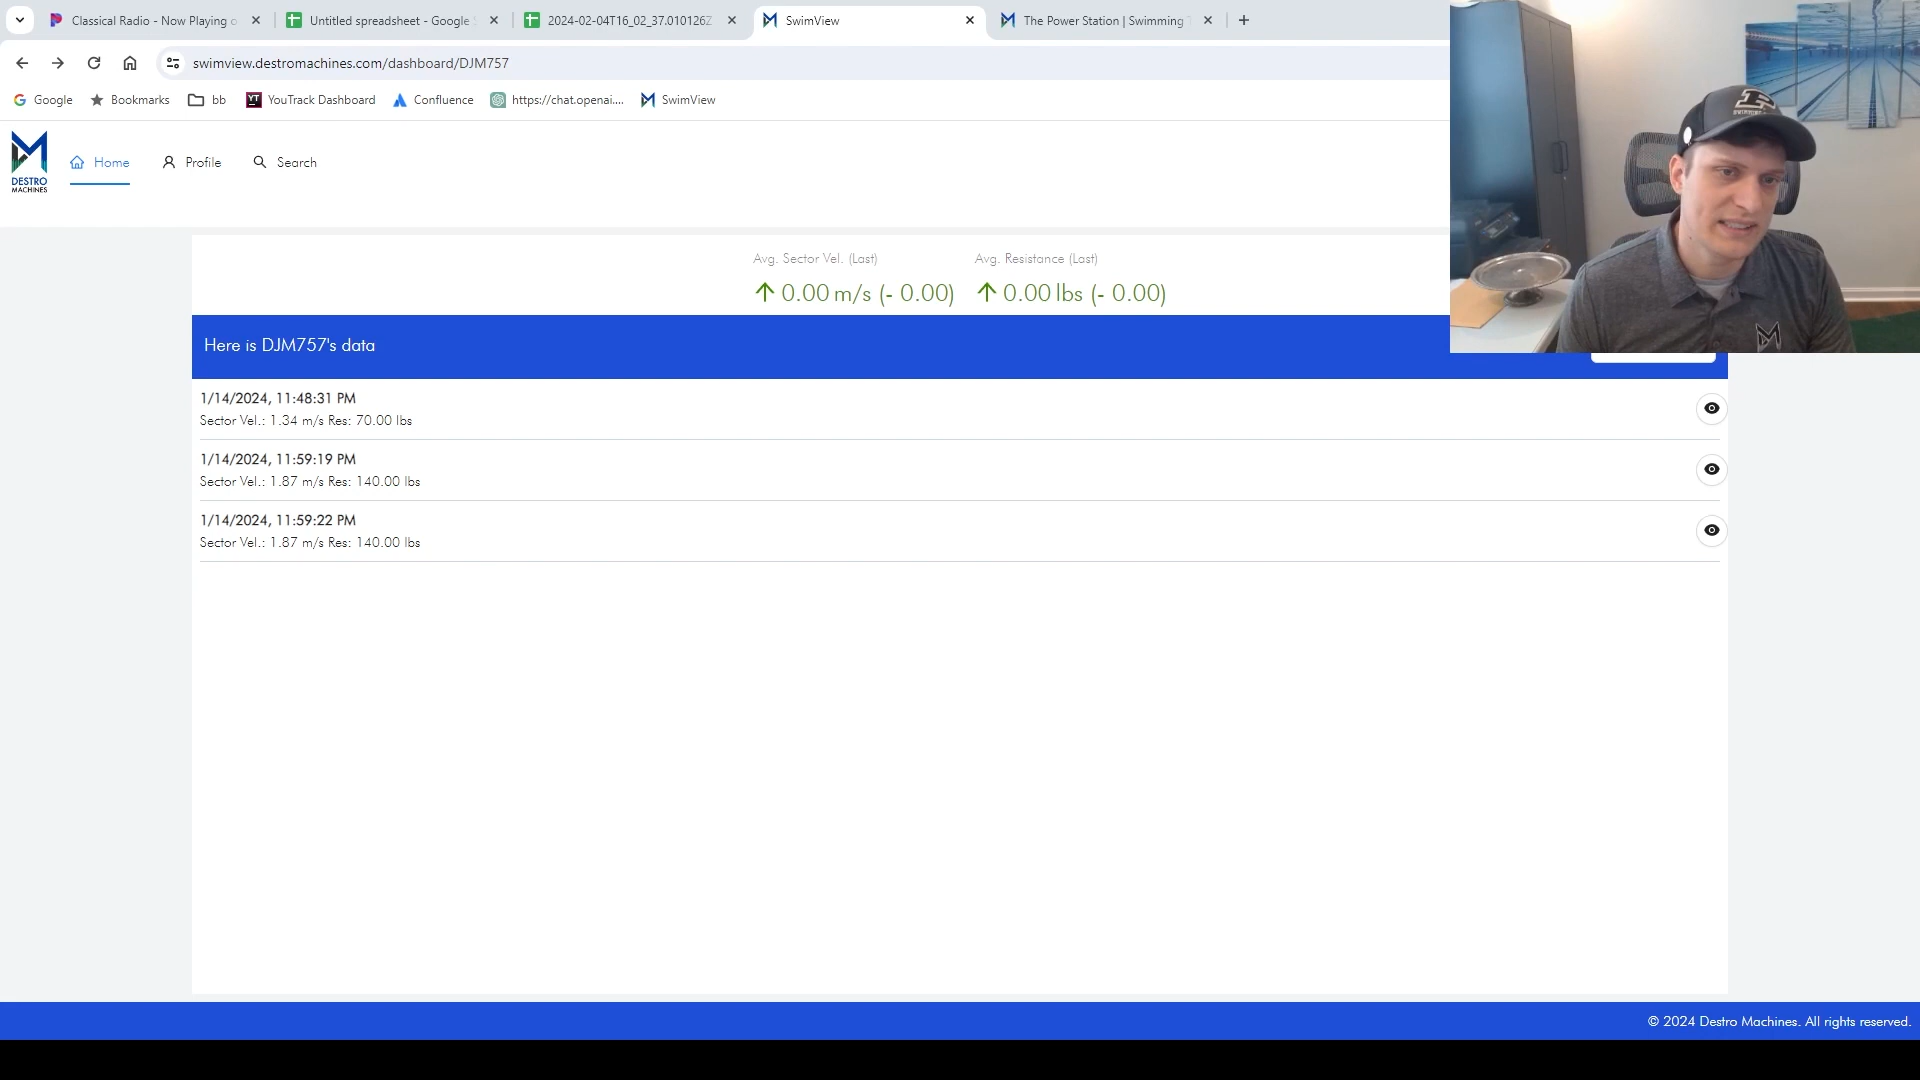 Classical Radio - Now Playing o
Untitled spreadsheet - Google S
2024-02-04T16_02_37.010126Z
SwimView
The Power Station | Swimming T
swimview.destromachines.com/dashboard/DJM757
Google
Bookmarks
bb
YT
YouTrack Dashboard
Confluence
https://chat.openai....
SwimView
DESTRO
MACHINES
Home
Profile
Search
Avg. Sector Vel. (Last)
0.00 m/s (- 0.00)
Avg. Resistance (Last)
0.00 lbs (- 0.00)
Here is DJM757's data
1/14/2024, 11:48:31 PM
Sector Vel.: 1.34 m/s Res: 70.00 lbs
1/14/2024, 11:59:19 PM
Sector Vel.: 1.87 m/s Res: 140.00 lbs
1/14/2024, 11:59:22 PM
Sector Vel.: 1.87 m/s Res: 140.00 lbs
© 2024 Destro Machines. All rights reserved.